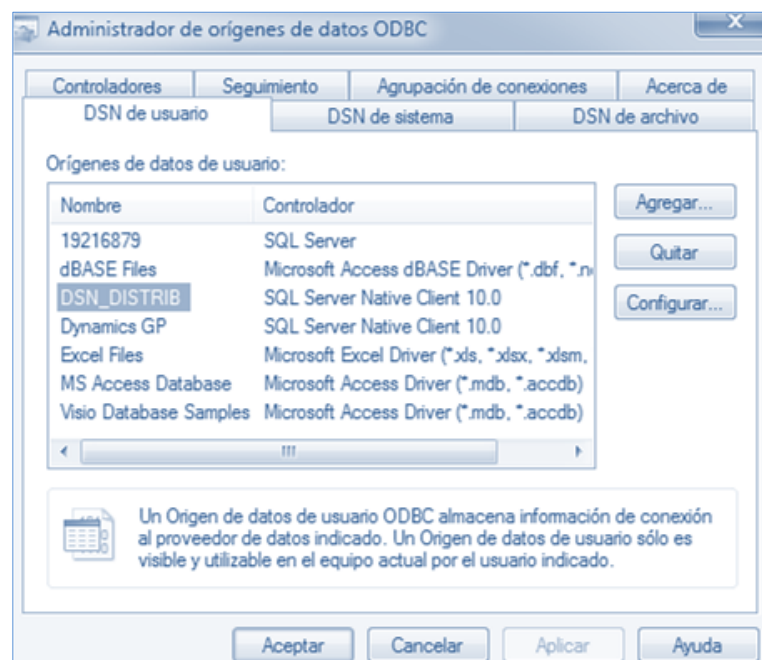 Administrador de orígenes de datos ODBC
Controladores Seguimiento Agrupación de conexiones Acerca de
DSN de usuario DSN de sistema DSN de archivo
Orígenes de datos de usuario:
Nombre Controlador
19216879 SQL Server
dBASE Files Microsoft Access dBASE Driver (*.dbf, *.n
DSN_DISTRIB SQL Server Native Client 10.0
Dynamics GP SQL Server Native Client 10.0
Excel Files Microsoft Excel Driver (*.xls, *.xlsx, *.xlsm,
MS Access Database Microsoft Access Driver (*.mdb, *.accdb)
Visio Database Samples Microsoft Access Driver (*.mdb, *.accdb)
Agregar...
Quitar
Configurar...
Un Origen de datos de usuario ODBC almacena información de conexión
al proveedor de datos indicado. Un Origen de datos de usuario sólo es
visible y utilizable en el equipo actual por el usuario indicado.
Aceptar Cancelar Aplicar Ayuda